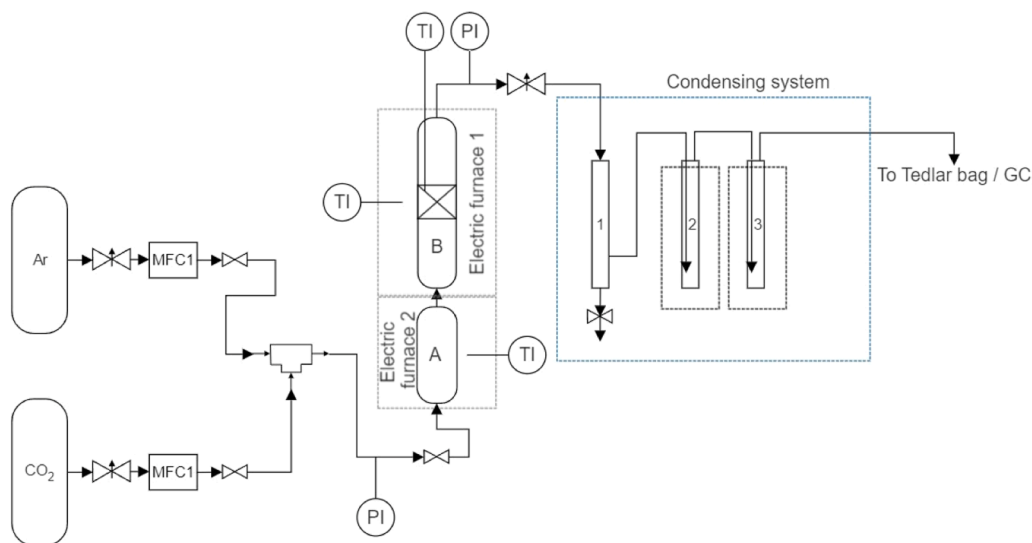 TI
PI
Condensing system
To Tedlar bag / GC
Electric furnace 1
TI
1
2
3
B
Ar
MFC1
Electric
furnace 2
A
TI
CO₂
MFC1
PI